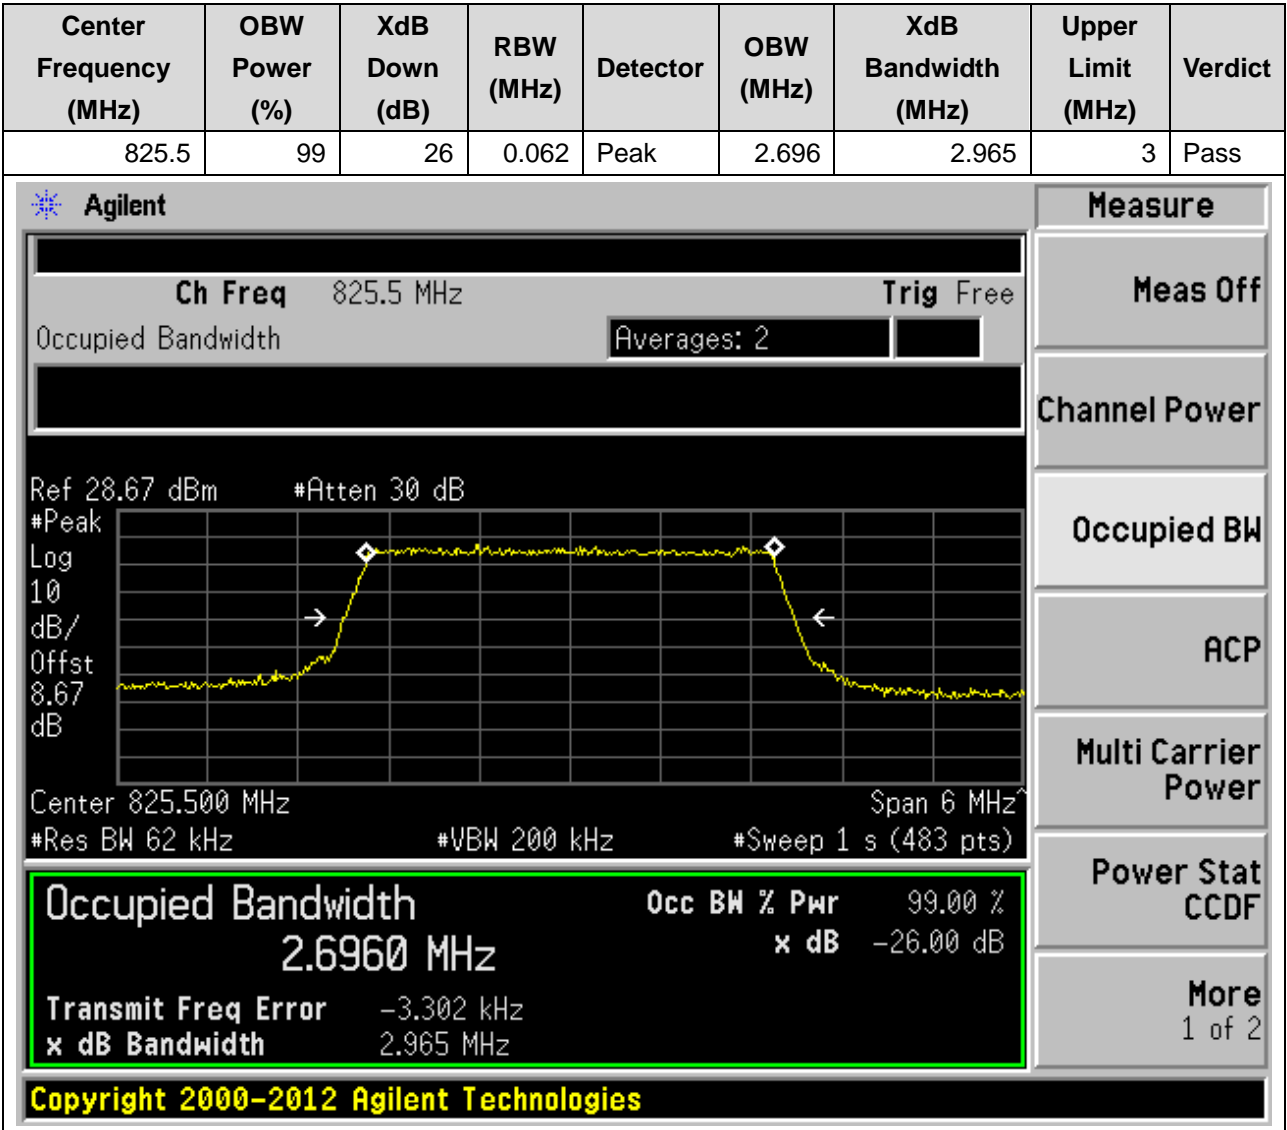 Center Frequency (MHz) OBW Power (%) XdB Down (dB) RBW (MHz) Detector OBW (MHz) XdB Bandwidth (MHz) Upper Limit (MHz) Verdict
825.5 99 26 0.062 Peak 2.696 2.965 3 Pass
Agilent
Measure
Ch Freq 825.5 MHz Trig Free
Occupied Bandwidth Averages: 2
Meas Off
Channel Power
Occupied BW
ACP
Multi Carrier
Power
Power Stat
CCDF
More
1 of 2
Ref 28.67 dBm #Atten 30 dB
#Peak
Log
10
dB/
Offst
8.67
dB
Center 825.500 MHz Span 6 MHz^
#Res BW 62 kHz #VBW 200 kHz #Sweep 1 s (483 pts)
Occupied Bandwidth Occ BW % Pwr 99.00 %
2.6960 MHz x dB -26.00 dB
Transmit Freq Error -3.302 kHz
x dB Bandwidth 2.965 MHz
Copyright 2000-2012 Agilent Technologies